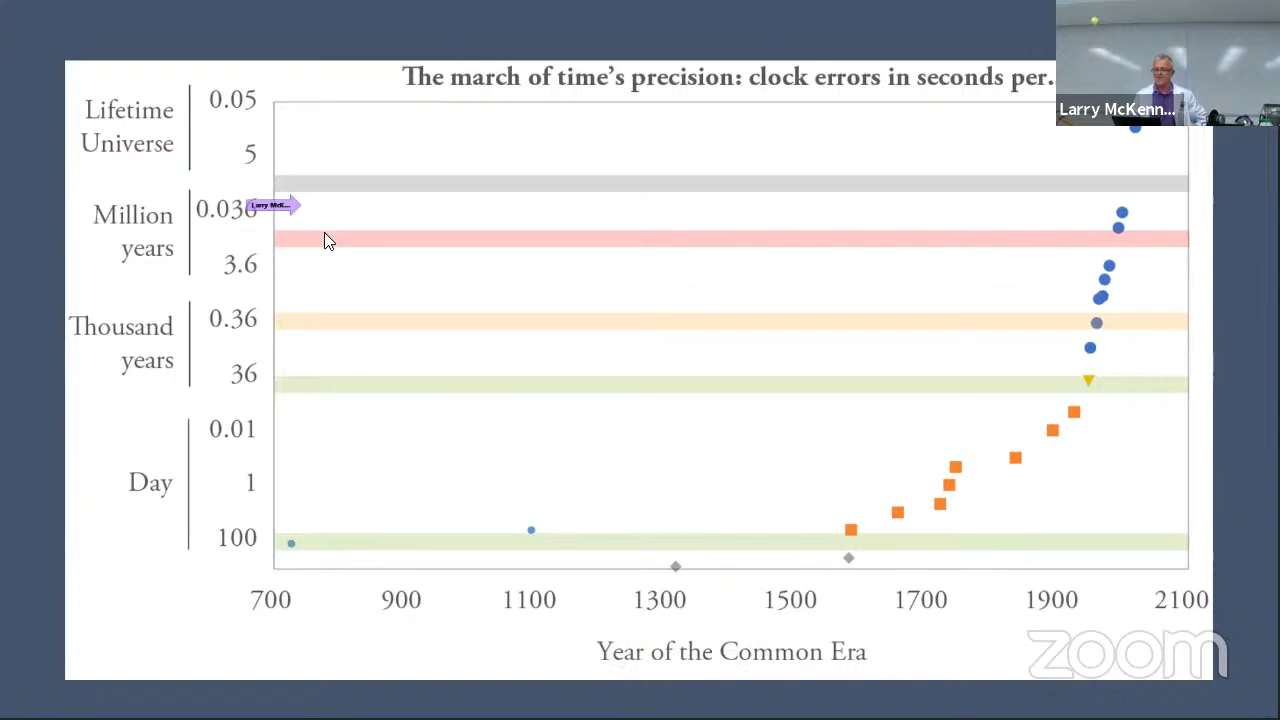 The march of time's precision: clock errors in seconds per.
Larry McKenn...
Lifetime
Universe
0.05
5
Million
years
0.036
Larry McK...
3.6
Thousand
years
0.36
36
Day
0.01
1
100
700 900 1100 1300 1500 1700 1900 2100
Year of the Common Era
zoom